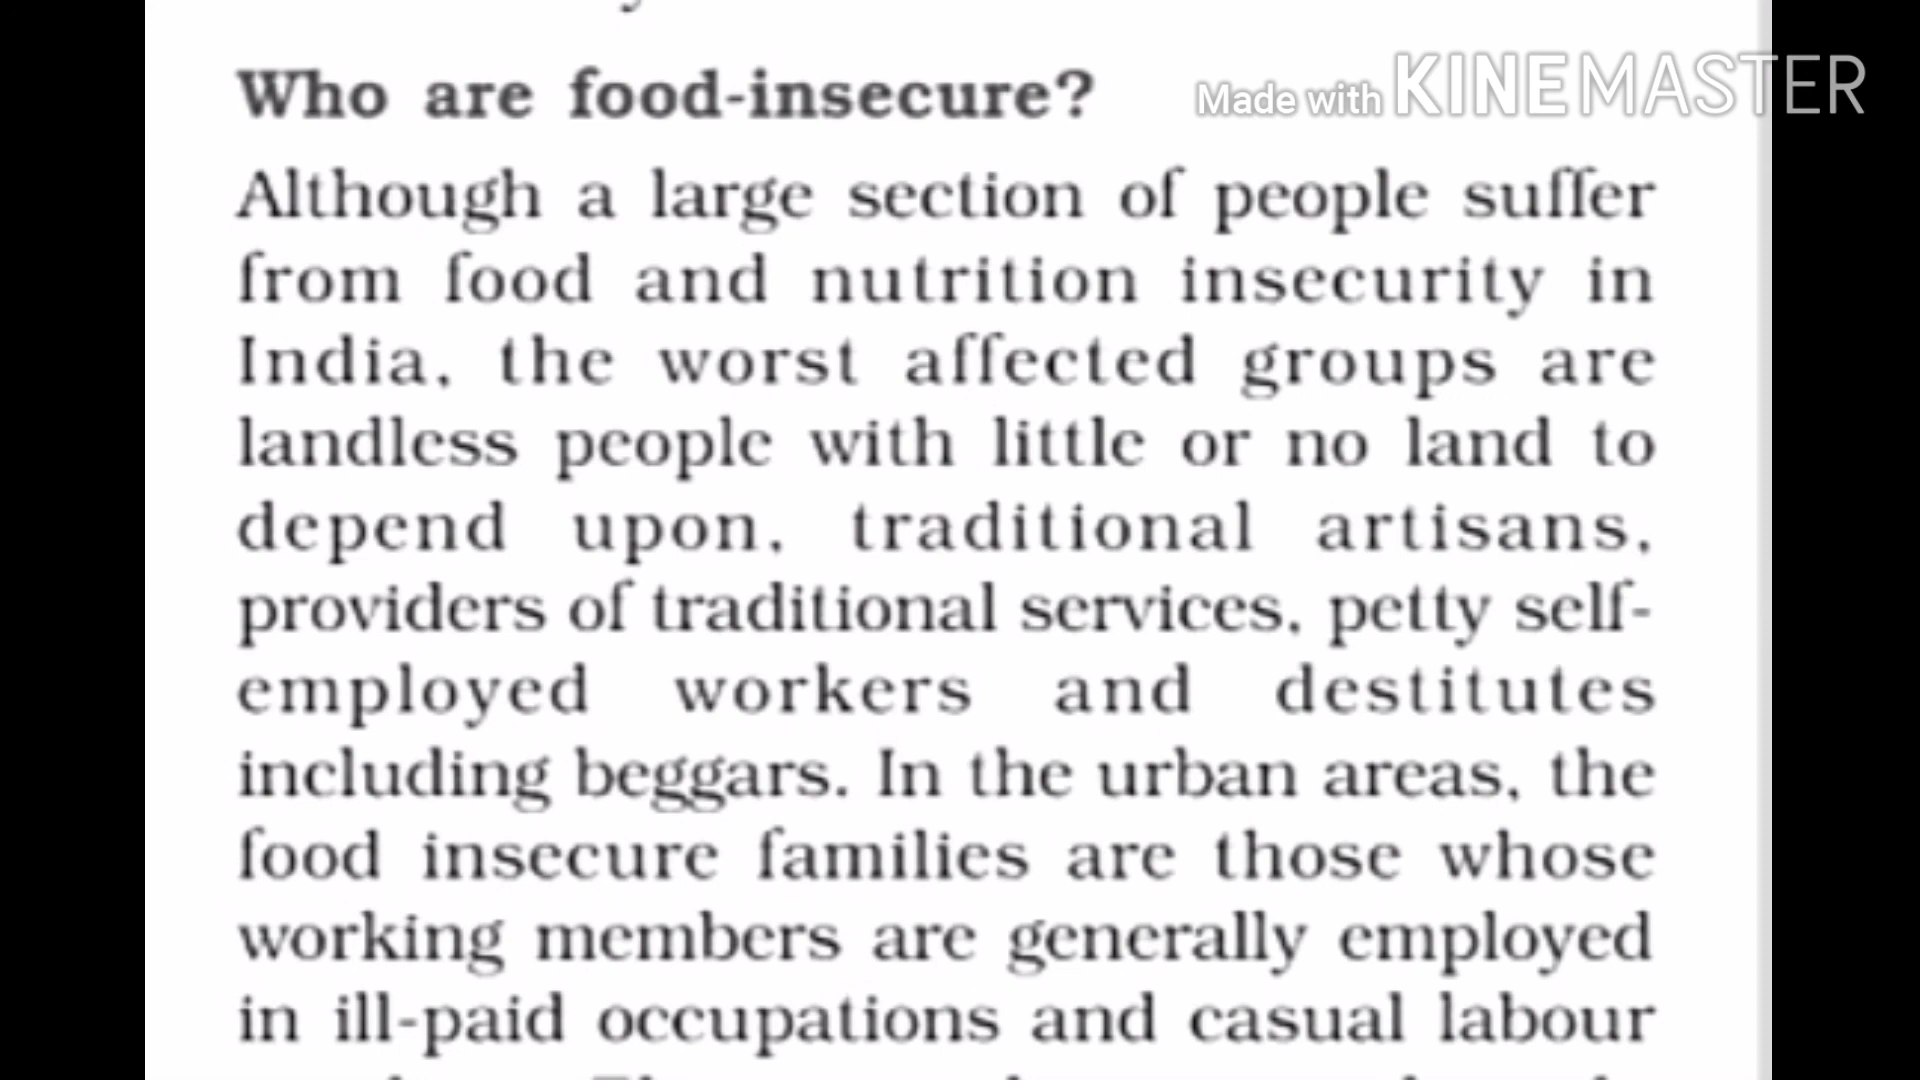 Who are food-insecure?
Made with KINEMASTER
Although a large section of people suffer
from food and nutrition insecurity in
India, the worst affected groups are
landless people with little or no land to
depend upon, traditional artisans,
providers of traditional services, petty self-
employed workers and destitutes
including beggars. In the urban areas, the
food insecure families are those whose
working members are generally employed
in ill-paid occupations and casual labour